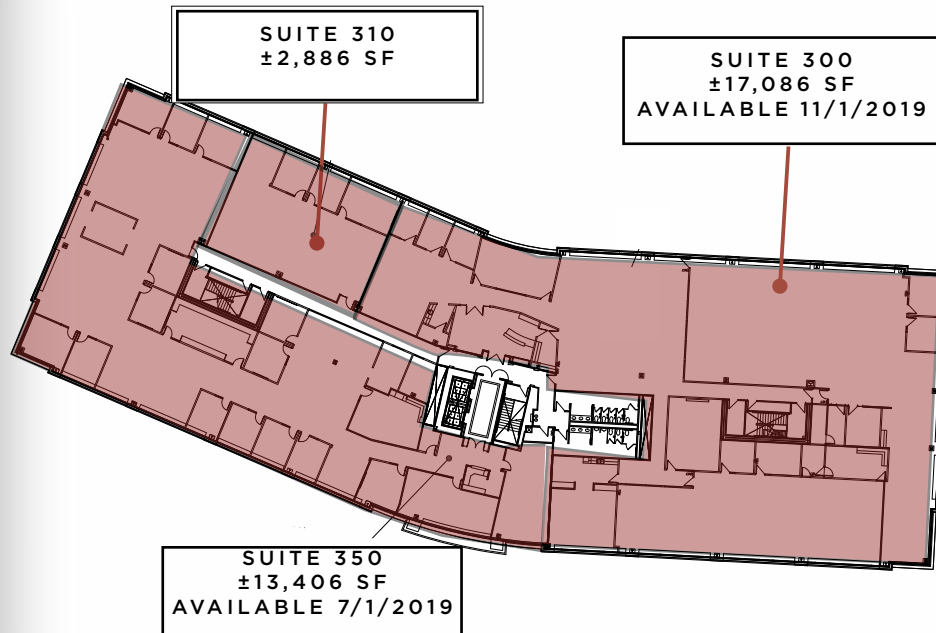 SUITE 310
±2,886 SF
SUITE 300
±17,086 SF
AVAILABLE 11/1/2019
SUITE 350
±13,406 SF
AVAILABLE 7/1/2019